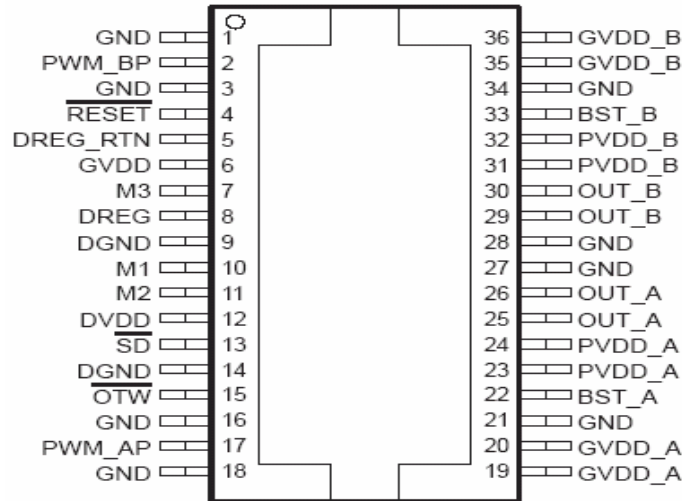 GND 1 36 GVDD_B
PWM_BP 2 35 GVDD_B
GND 3 34 GND
RESET 4 33 BST_B
DREG_RTN 5 32 PVDD_B
GVDD 6 31 PVDD_B
M3 7 30 OUT_B
DREG 8 29 OUT_B
DGND 9 28 GND
M1 10 27 GND
M2 11 26 OUT_A
DVDD 12 25 OUT_A
SD 13 24 PVDD_A
DGND 14 23 PVDD_A
OTW 15 22 BST_A
GND 16 21 GND
PWM_AP 17 20 GVDD_A
GND 18 19 GVDD_A